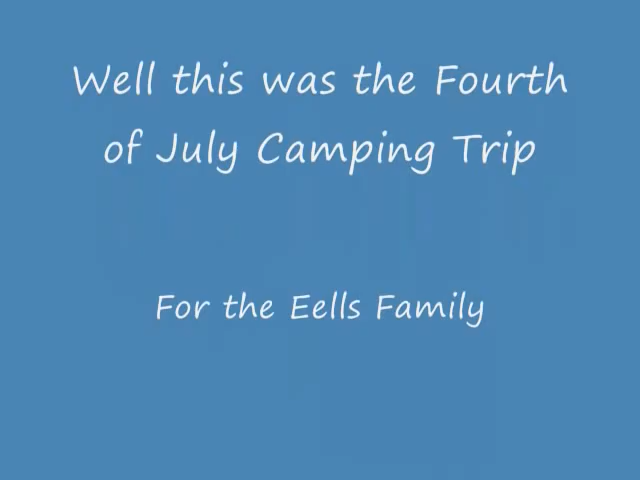 Well this was the Fourth
of July Camping Trip
For the Eells Family